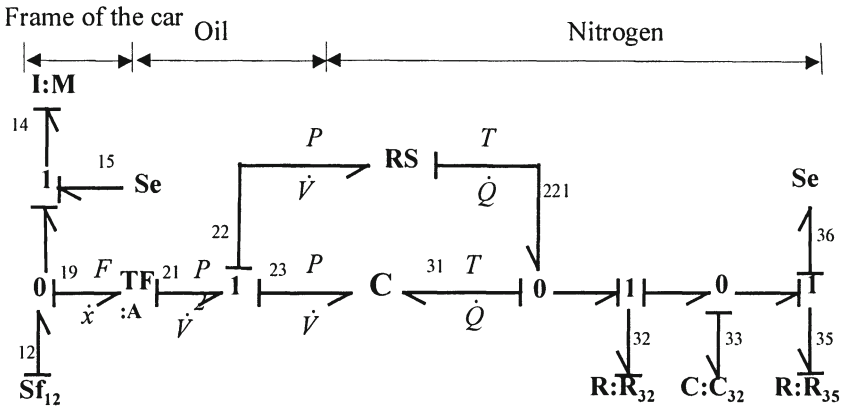 Frame of the car Oil Nitrogen
I:M
14
P T
15 RS
1 Se V̇ Q̇ 221 Se
22
36
19 F 21 P 23 P 31 T
0 TF 1 C 0 1 0 1
:A
ẋ V̇ 2 V̇ Q̇
12 32 33 35
Sf12 R:R32 C:C32 R:R35